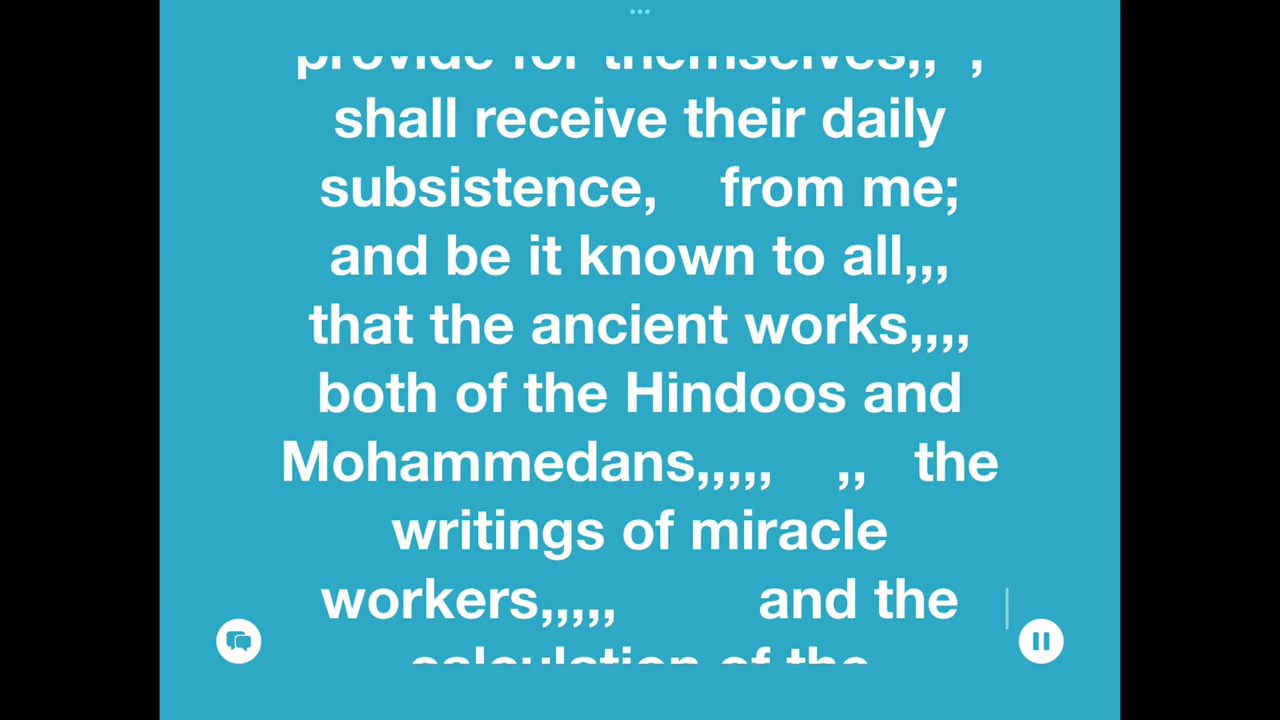 provide for themselves,,  ,
shall receive their daily
subsistence,    from me;
and be it known to all,,,
that the ancient works,,,,
both of the Hindoos and
Mohammedans,,,,,    ,,   the
writings of miracle
workers,,,,,         and the
calculation of the